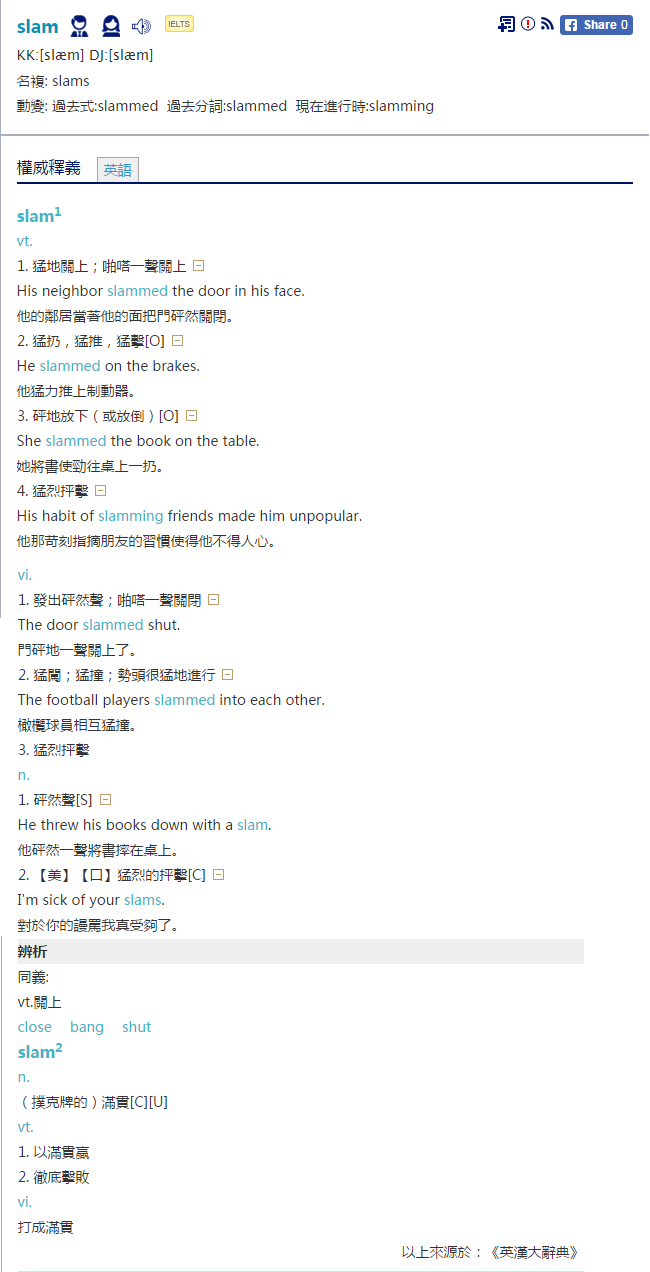 slam IELTS Share 0
KK:[slæm] DJ:[slæm]
名複: slams
動變: 過去式:slammed 過去分詞:slammed 現在進行時:slamming
權威釋義 英語
slam1
vt.
1. 猛地關上；啪嗒一聲關上
His neighbor slammed the door in his face.
他的鄰居當著他的面把門砰然關閉。
2. 猛扔，猛推，猛擊[O]
He slammed on the brakes.
他猛力推上制動器。
3. 砰地放下（或放倒）[O]
She slammed the book on the table.
她將書使勁往桌上一扔。
4. 猛烈抨擊
His habit of slamming friends made him unpopular.
他那苛刻指摘朋友的習慣使得他不得人心。
vi.
1. 發出砰然聲；啪嗒一聲關閉
The door slammed shut.
門砰地一聲關上了。
2. 猛闖；猛撞；勢頭很猛地進行
The football players slammed into each other.
橄欖球員相互猛撞。
3. 猛烈抨擊
n.
1. 砰然聲[S]
He threw his books down with a slam.
他砰然一聲將書摔在桌上。
2. 【美】【口】猛烈的抨擊[C]
I'm sick of your slams.
對於你的謾罵我真受夠了。
辨析
同義:
vt.關上
close bang shut
slam2
n.
（撲克牌的）滿貫[C][U]
vt.
1. 以滿貫贏
2. 徹底擊敗
vi.
打成滿貫
以上來源於：《英漢大辭典》